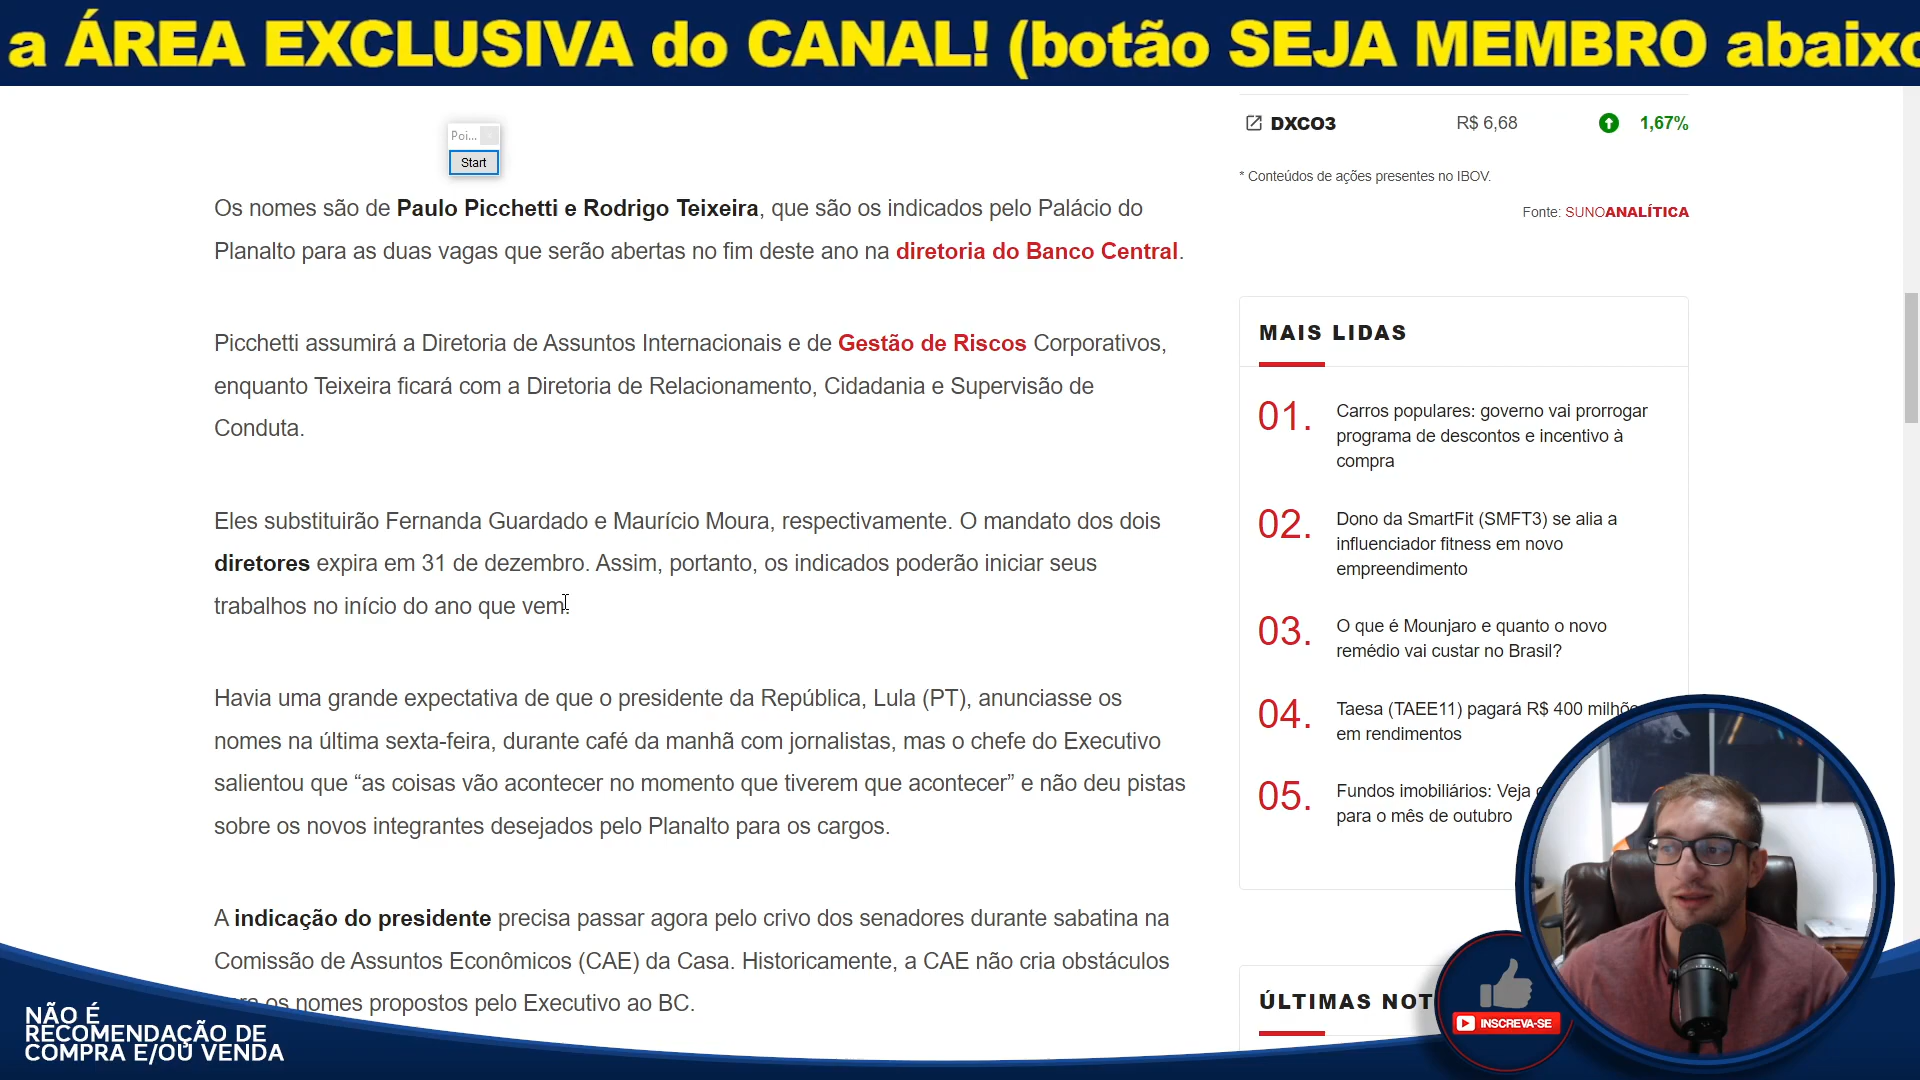 a ÁREA EXCLUSIVA do CANAL! (botão SEJA MEMBRO abaixo
Poi...
Start
Os nomes são de Paulo Picchetti e Rodrigo Teixeira, que são os indicados pelo Palácio do
Planalto para as duas vagas que serão abertas no fim deste ano na diretoria do Banco Central.
Picchetti assumirá a Diretoria de Assuntos Internacionais e de Gestão de Riscos Corporativos,
enquanto Teixeira ficará com a Diretoria de Relacionamento, Cidadania e Supervisão de
Conduta.
Eles substituirão Fernanda Guardado e Maurício Moura, respectivamente. O mandato dos dois
diretores expira em 31 de dezembro. Assim, portanto, os indicados poderão iniciar seus
trabalhos no início do ano que vem.
Havia uma grande expectativa de que o presidente da República, Lula (PT), anunciasse os
nomes na última sexta-feira, durante café da manhã com jornalistas, mas o chefe do Executivo
salientou que “as coisas vão acontecer no momento que tiverem que acontecer” e não deu pistas
sobre os novos integrantes desejados pelo Planalto para os cargos.
A indicação do presidente precisa passar agora pelo crivo dos senadores durante sabatina na
Comissão de Assuntos Econômicos (CAE) da Casa. Historicamente, a CAE não cria obstáculos
os nomes propostos pelo Executivo ao BC.
DXCO3 R$ 6,68 1,67%
* Conteúdos de ações presentes no IBOV.
Fonte: SUNOANALÍTICA
MAIS LIDAS
01. Carros populares: governo vai prorrogar
programa de descontos e incentivo à
compra
02. Dono da SmartFit (SMFT3) se alia a
influenciador fitness em novo
empreendimento
03. O que é Mounjaro e quanto o novo
remédio vai custar no Brasil?
04. Taesa (TAEE11) pagará R$ 400 milhõe
em rendimentos
05. Fundos imobiliários: Veja
para o mês de outubro
ÚLTIMAS NOT
INSCREVA-SE
NÃO É
RECOMENDAÇÃO DE
COMPRA E/OU VENDA